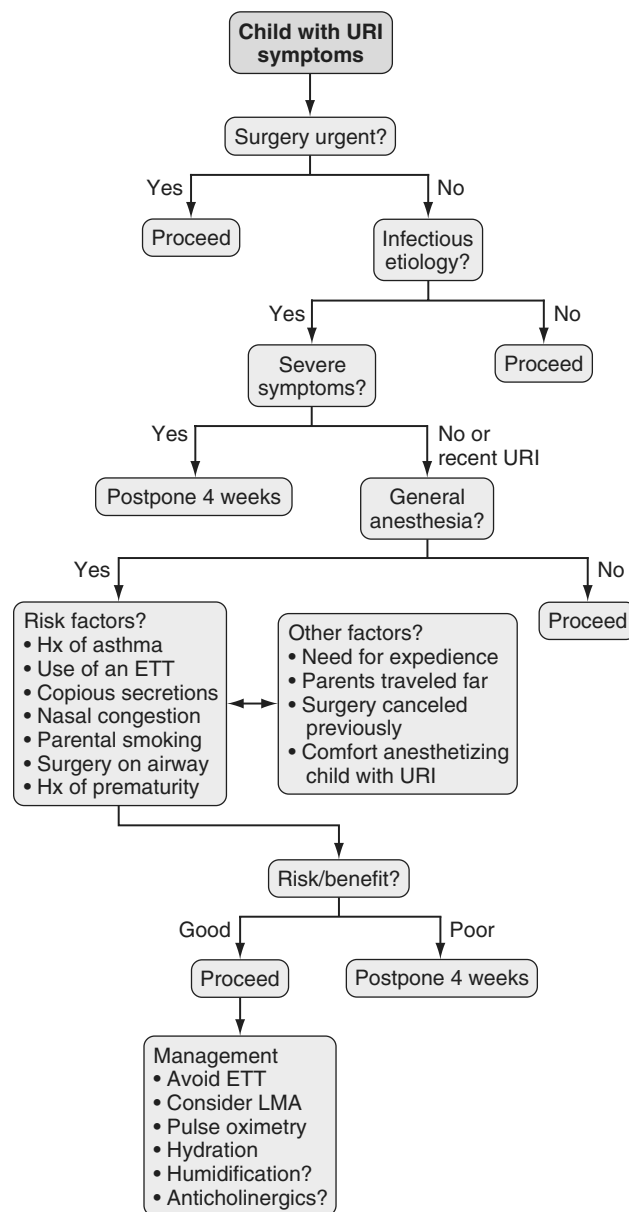 Child with URI
symptoms
Surgery urgent?
Yes
No
Proceed
Infectious
etiology?
Yes
No
Severe
symptoms?
Proceed
Yes
No or
recent URI
Postpone 4 weeks
General
anesthesia?
Yes
No
Risk factors?
• Hx of asthma
• Use of an ETT
• Copious secretions
• Nasal congestion
• Parental smoking
• Surgery on airway
• Hx of prematurity
Other factors?
• Need for expedience
• Parents traveled far
• Surgery canceled
previously
• Comfort anesthetizing
child with URI
Proceed
Risk/benefit?
Good
Poor
Proceed
Postpone 4 weeks
Management
• Avoid ETT
• Consider LMA
• Pulse oximetry
• Hydration
• Humidification?
• Anticholinergics?